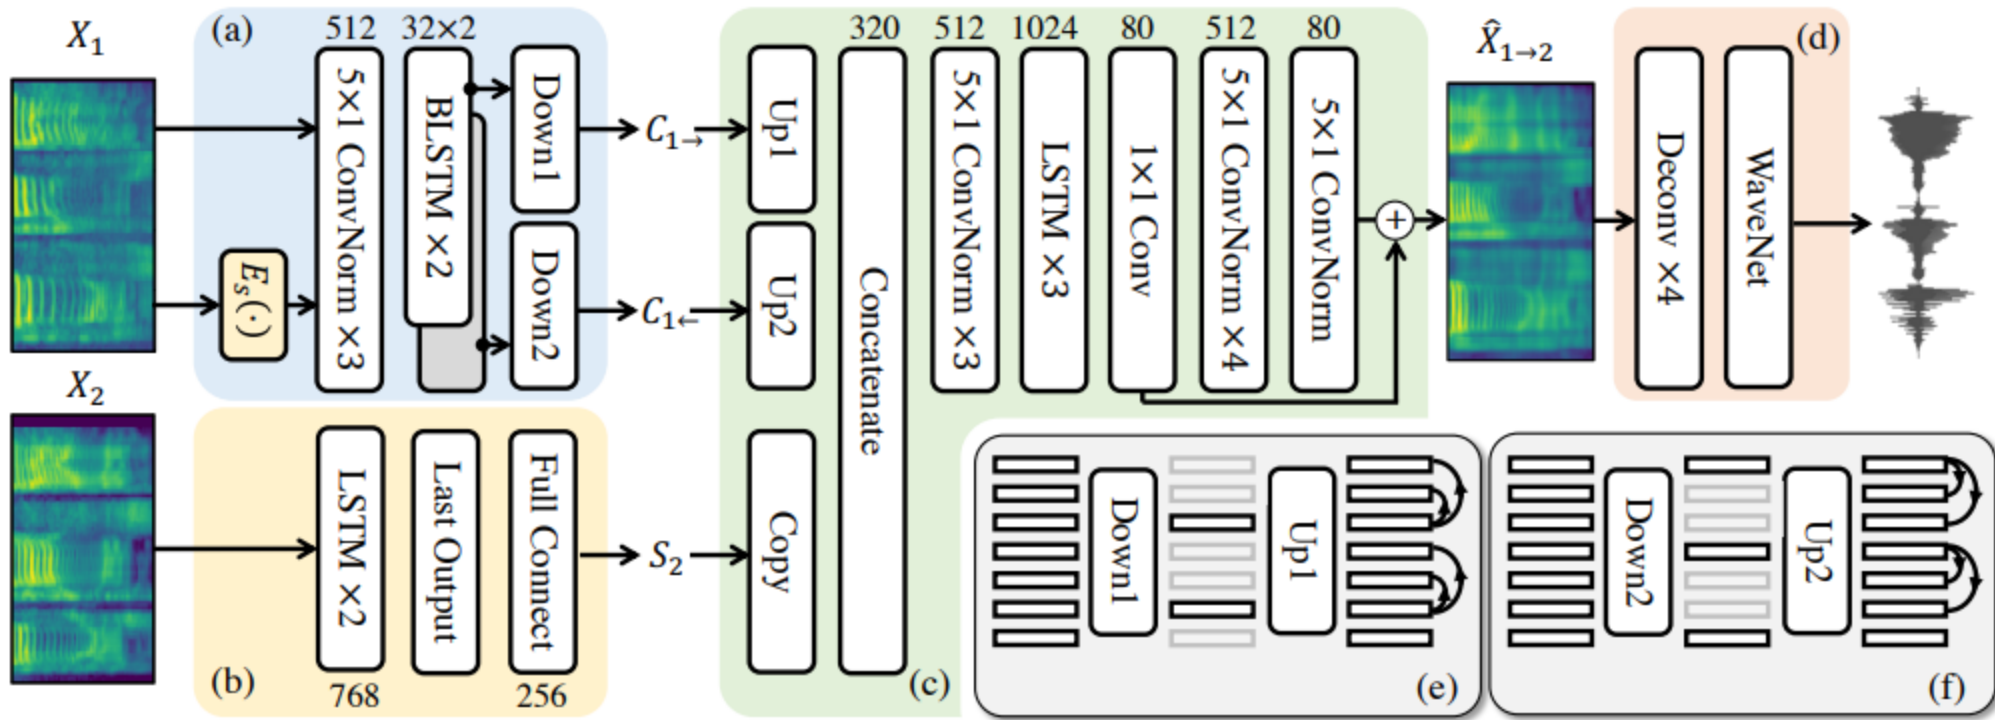 X₁
(a)
512
32×2
5×1 ConvNorm ×3
BLSTM ×2
Down1
Down2
Eₛ(·)
C₁→
C₁←
X₂
(b)
LSTM ×2
Last Output
Full Connect
768
256
S₂
320
512
1024
80
512
80
Up1
Up2
Copy
Concatenate
5×1 ConvNorm ×3
LSTM ×3
1×1 Conv
5×1 ConvNorm ×4
5×1 ConvNorm
+
(c)
X̂₁→₂
(d)
Deconv ×4
WaveNet
Down1
Up1
(e)
Down2
Up2
(f)